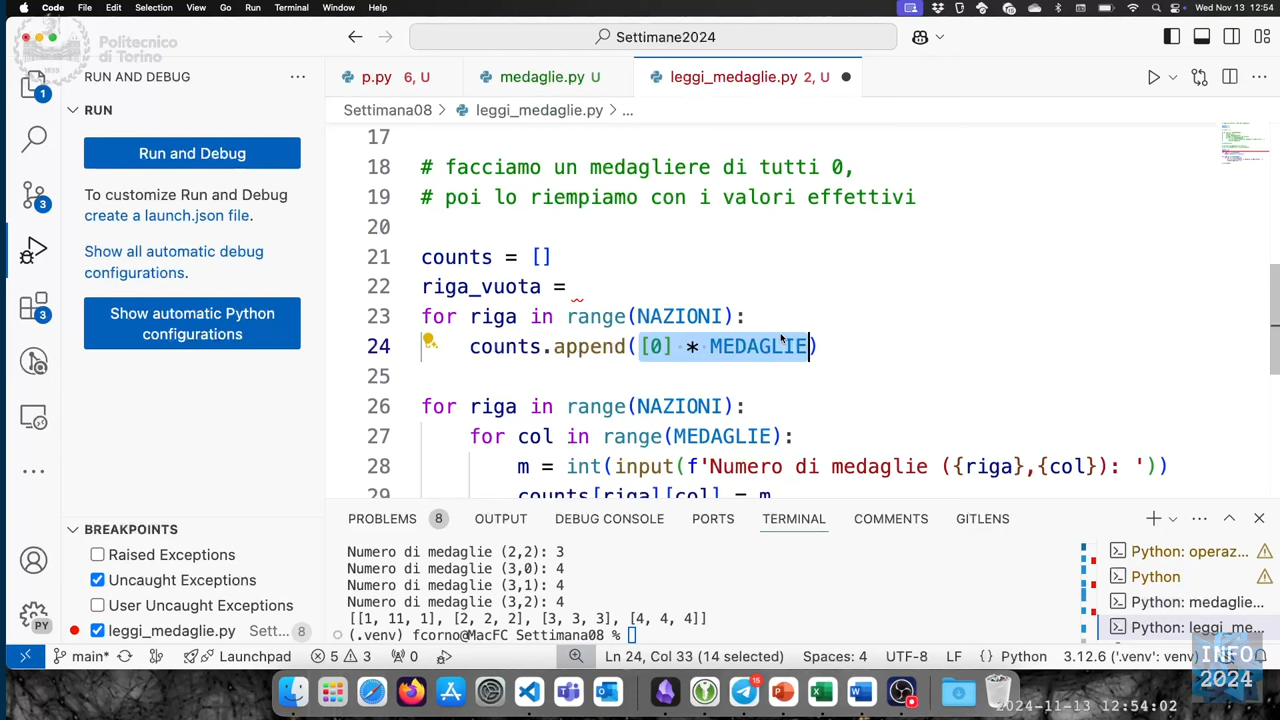 Code File Edit Selection View Go Run Terminal Window Help Wed Nov 13 12:54
Politecnico
di Torino
Settimane2024
RUN AND DEBUG
p.py 6, U
medaglie.py U
leggi_medaglie.py 2, U
RUN
Settimana08 > leggi_medaglie.py > ...
Run and Debug
To customize Run and Debug
create a launch.json file.
Show all automatic debug
configurations.
Show automatic Python
configurations
1
3
3
PY
17
18 # facciamo un medagliere di tutti 0,
19 # poi lo riempiamo con i valori effettivi
20
21 counts = []
22 riga_vuota =
23 for riga in range(NAZIONI):
24 counts.append([0] * MEDAGLIE)
25
26 for riga in range(NAZIONI):
27 for col in range(MEDAGLIE):
28 m = int(input(f'Numero di medaglie ({riga},{col}): '))
29 counts[riga][col] = m
BREAKPOINTS
Raised Exceptions
Uncaught Exceptions
User Uncaught Exceptions
leggi_medaglie.py Sett... 8
PROBLEMS 8 OUTPUT DEBUG CONSOLE PORTS TERMINAL COMMENTS GITLENS
Numero di medaglie (2,2): 3
Numero di medaglie (3,0): 4
Numero di medaglie (3,1): 4
Numero di medaglie (3,2): 4
[[1, 11, 1], [2, 2, 2], [3, 3, 3], [4, 4, 4]]
(.venv) fcorno@MacFC Settimana08 %
Python: operaz...
Python
Python: medaglie...
Python: leggi_me...
main* Launchpad 5 3 0 Ln 24, Col 33 (14 selected) Spaces: 4 UTF-8 LF {} Python 3.12.6 ('.venv': venv)
INFO
2024
15
2024-11-13 12:54:02